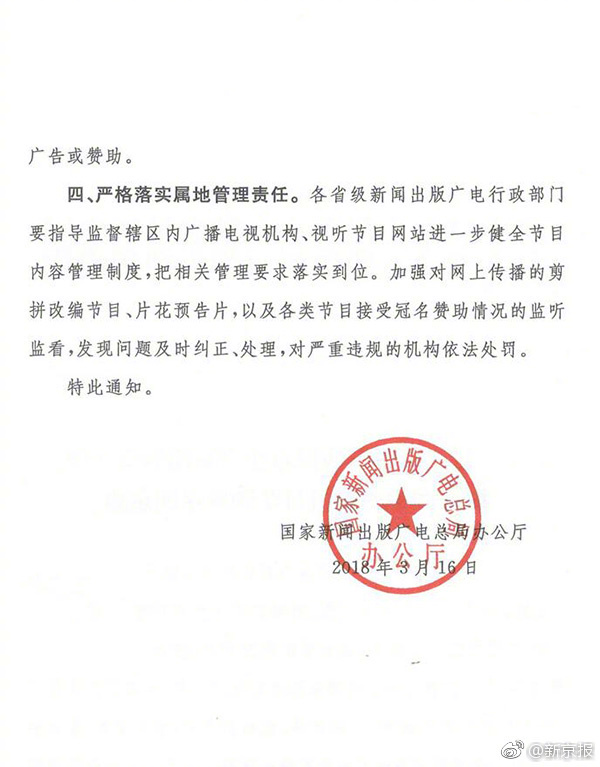 广告或赞助。
四、严格落实属地管理责任。各省级新闻出版广电行政部门
要指导监督辖区内广播电视机构、视听节目网站进一步健全节目
内容管理制度，把相关管理要求落实到位。加强对网上传播的剪
拼改编节目、片花预告片，以及各类节目接受冠名赞助情况的监听
监看，发现问题及时纠正、处理，对严重违规的机构依法处罚。
特此通知。
国家新闻出版广电总局
国家新闻出版广电总局办公厅
办公厅
2018年3月16日
@新京报